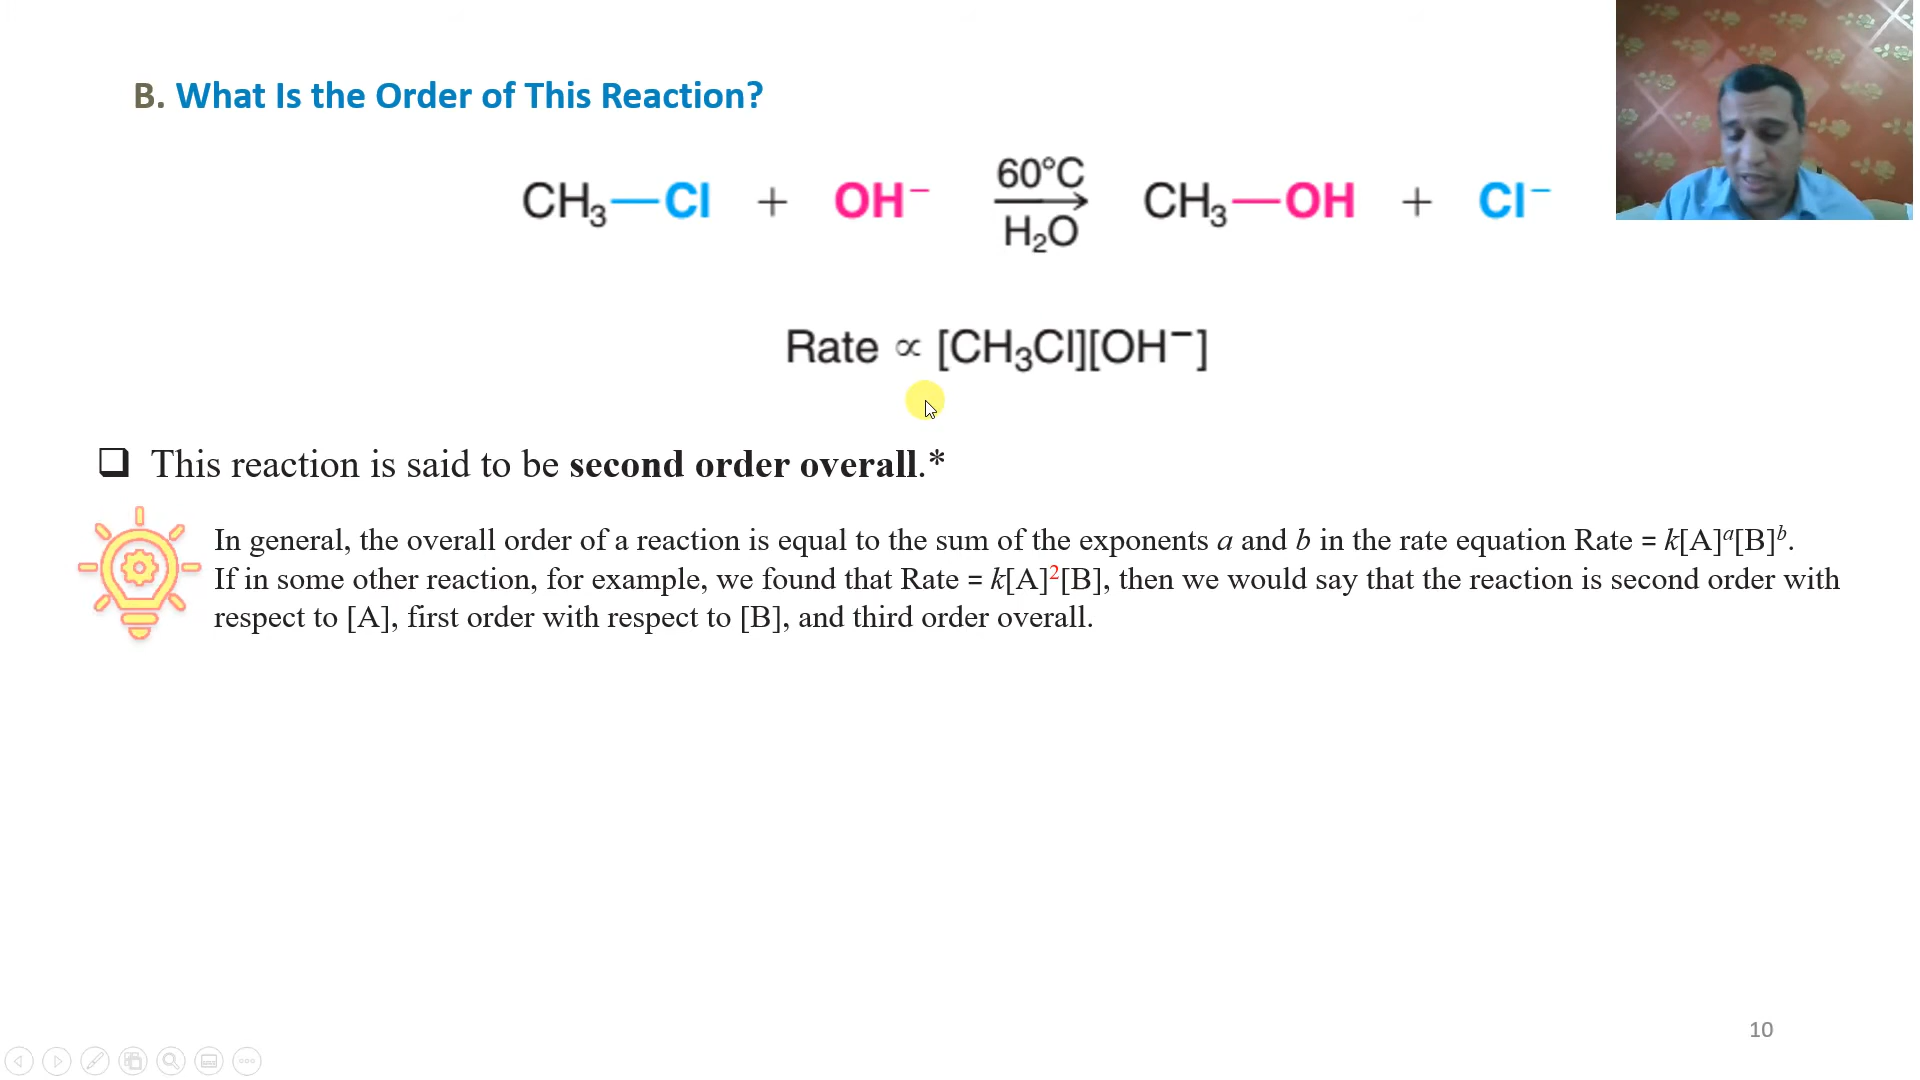 B. What Is the Order of This Reaction?
CH₃—Cl + OH⁻ 60°C H₂O CH₃—OH + Cl⁻
Rate ∝ [CH₃Cl][OH⁻]
❑ This reaction is said to be second order overall.*
In general, the overall order of a reaction is equal to the sum of the exponents a and b in the rate equation Rate = k[A]ᵃ[B]ᵇ.
If in some other reaction, for example, we found that Rate = k[A]²[B], then we would say that the reaction is second order with
respect to [A], first order with respect to [B], and third order overall.
10